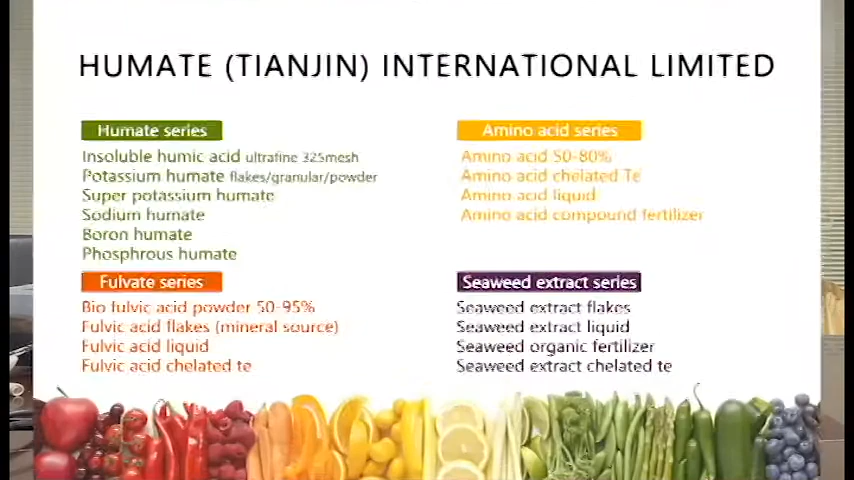 HUMATE (TIANJIN) INTERNATIONAL LIMITED
Humate series
Insoluble humic acid ultrafine 325mesh
Potassium humate flakes/granular/powder
Super potassium humate
Sodium humate
Boron humate
Phosphrous humate
Fulvate series
Bio fulvic acid powder 50-95%
Fulvic acid flakes (mineral source)
Fulvic acid liquid
Fulvic acid chelated te
Amino acid series
Amino acid 50-80%
Amino acid chelated Te
Amino acid liquid
Amino acid compound fertilizer
Seaweed extract series
Seaweed extract flakes
Seaweed extract liquid
Seaweed organic fertilizer
Seaweed extract chelated te